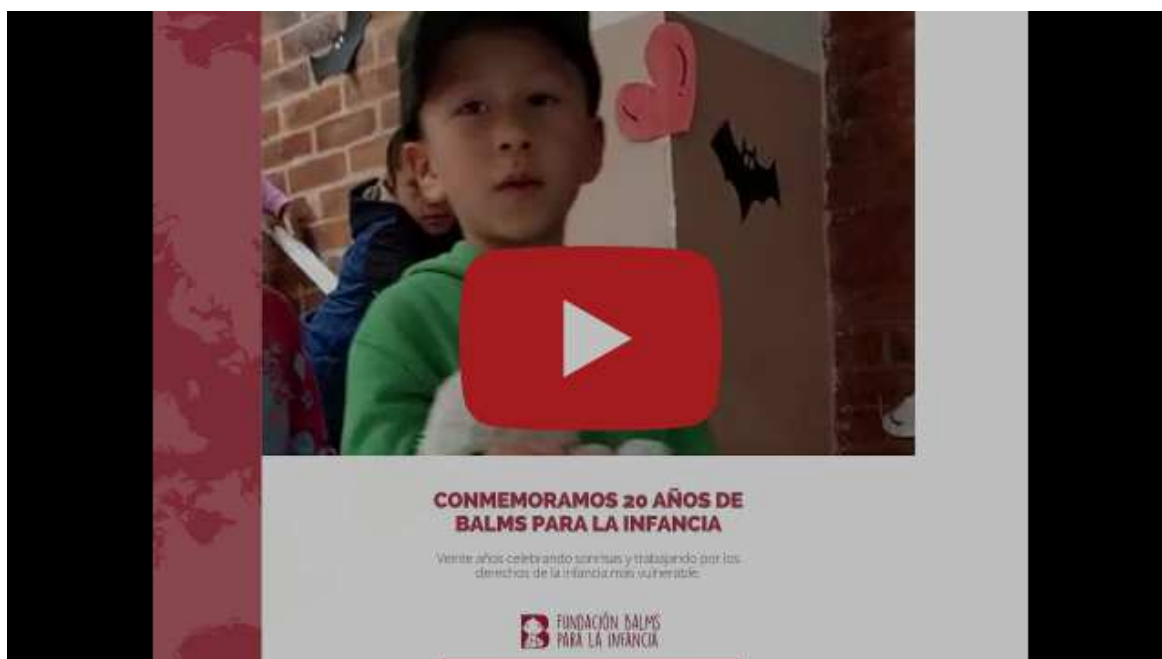 CONMEMORAMOS 20 AÑOS DE
BALMS PARA LA INFANCIA
Veinte años celebrando sonrisas y trabajando por los
derechos de la infancia más vulnerable.
FUNDACIÓN BALMS
PARA LA INFANCIA